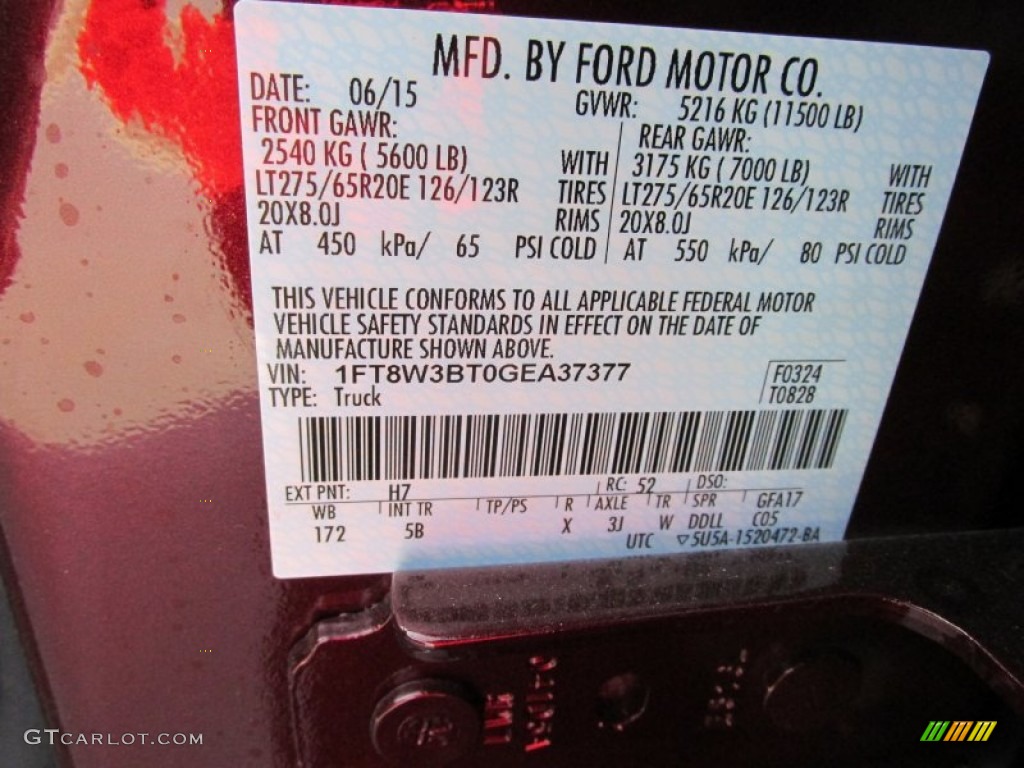 MFD. BY FORD MOTOR CO.
DATE: 06/15 GVWR: 5216 KG (11500 LB)
FRONT GAWR: REAR GAWR:
2540 KG ( 5600 LB) WITH 3175 KG ( 7000 LB) WITH
LT275/65R20E 126/123R TIRES LT275/65R20E 126/123R TIRES
20X8.0J RIMS 20X8.0J RIMS
AT 450 kPa/ 65 PSI COLD AT 550 kPa/ 80 PSI COLD
THIS VEHICLE CONFORMS TO ALL APPLICABLE FEDERAL MOTOR
VEHICLE SAFETY STANDARDS IN EFFECT ON THE DATE OF
MANUFACTURE SHOWN ABOVE.
VIN: 1FT8W3BT0GEA37377 F0324
TYPE: Truck T0828
EXT PNT: H7 RC: 52 DSO:
WB INT TR TP/PS R AXLE TR SPR GFA17
172 5B X 3J W DDLL C05
UTC ▽5U5A-1520472-BA
GTCARLOT.COM